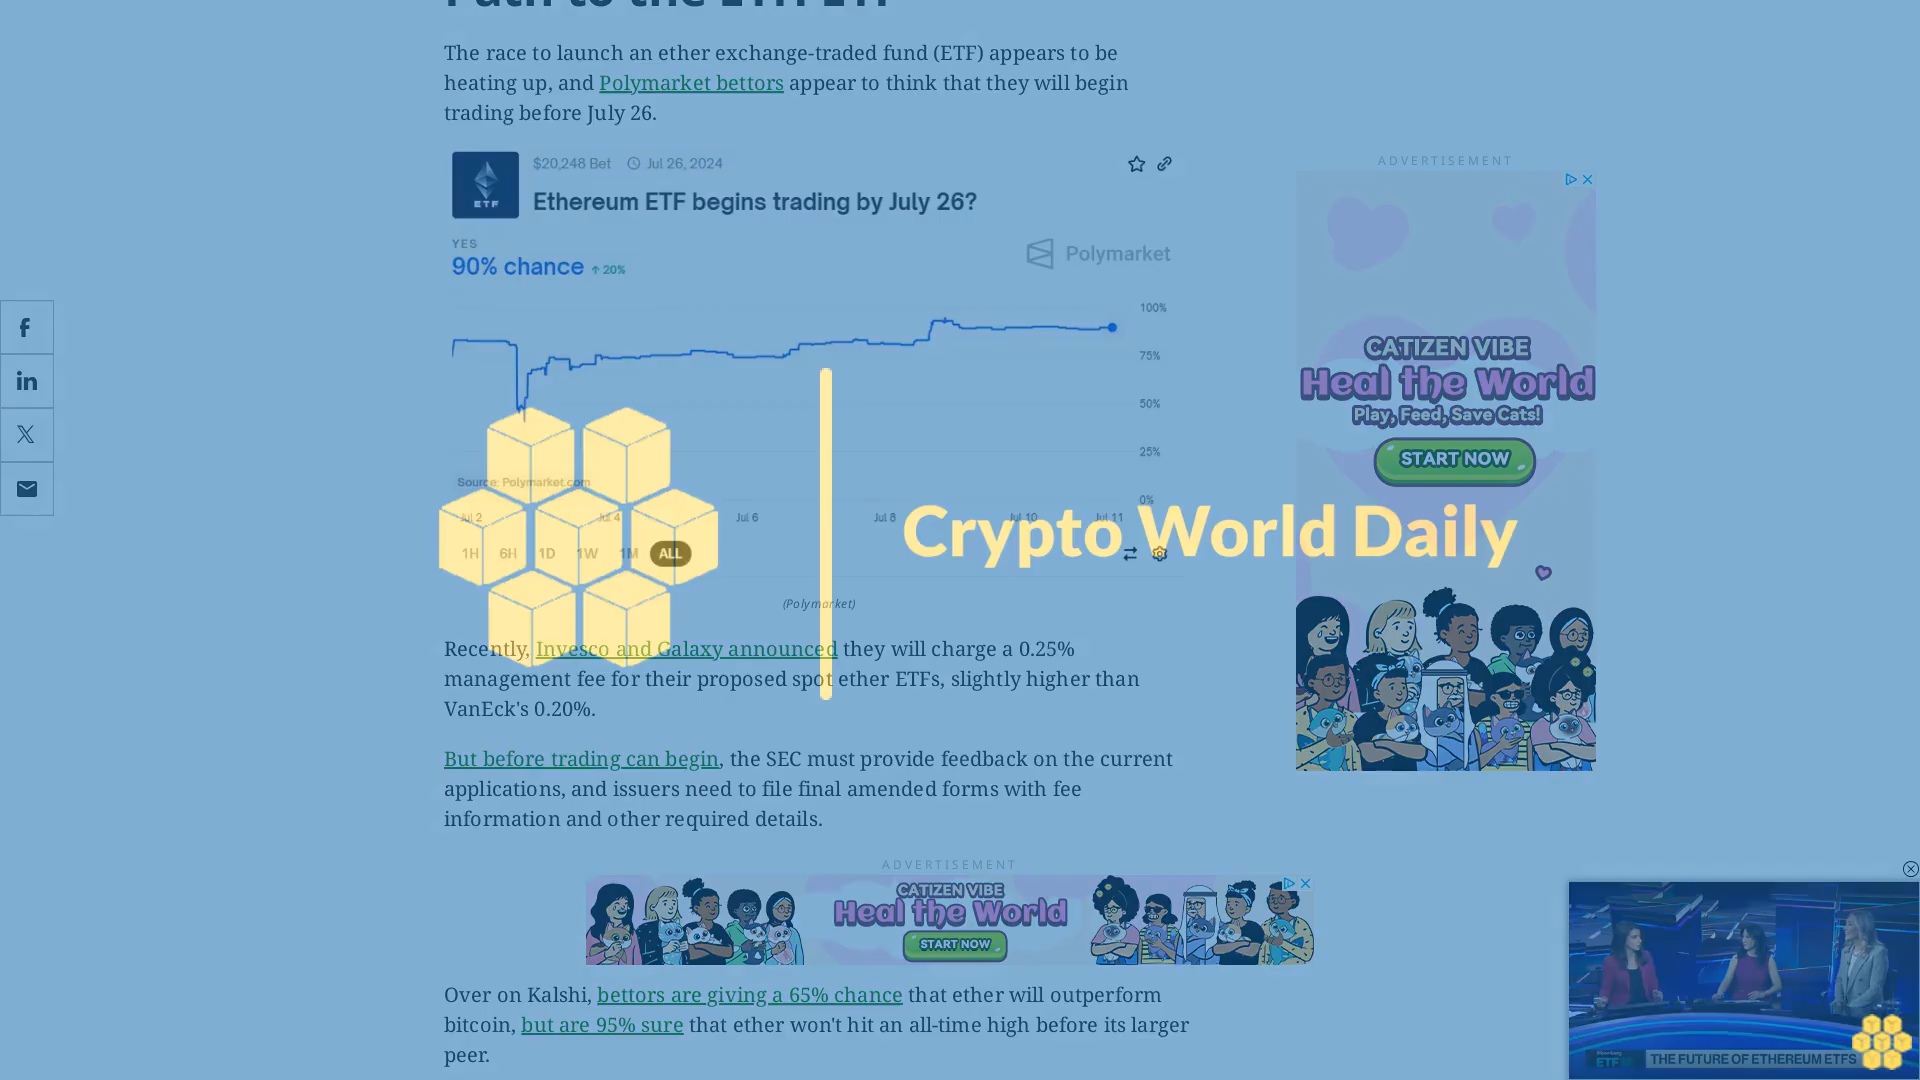 Path to the ETH ETF
The race to launch an ether exchange-traded fund (ETF) appears to be
heating up, and Polymarket bettors appear to think that they will begin
trading before July 26.
$20,248 Bet Jul 26, 2024
ETF
Ethereum ETF begins trading by July 26?
YES
90% chance ↑ 20%
Polymarket
100%
75%
50%
25%
0%
Source: Polymarket.com
Jul 2 Jul 4 Jul 6 Jul 8 Jul 10 Jul 11
1H 6H 1D 1W 1M ALL
(Polymarket)
Crypto World Daily
Recently, Invesco and Galaxy announced they will charge a 0.25%
management fee for their proposed spot ether ETFs, slightly higher than
VanEck's 0.20%.
But before trading can begin, the SEC must provide feedback on the current
applications, and issuers need to file final amended forms with fee
information and other required details.
ADVERTISEMENT
CATIZEN VIBE
Heal the World
START NOW
Over on Kalshi, bettors are giving a 65% chance that ether will outperform
bitcoin, but are 95% sure that ether won't hit an all-time high before its larger
peer.
ADVERTISEMENT
CATIZEN VIBE
Heal the World
Play, Feed, Save Cats!
START NOW
Bloomberg
ETF IQ
THE FUTURE OF ETHEREUM ETFS